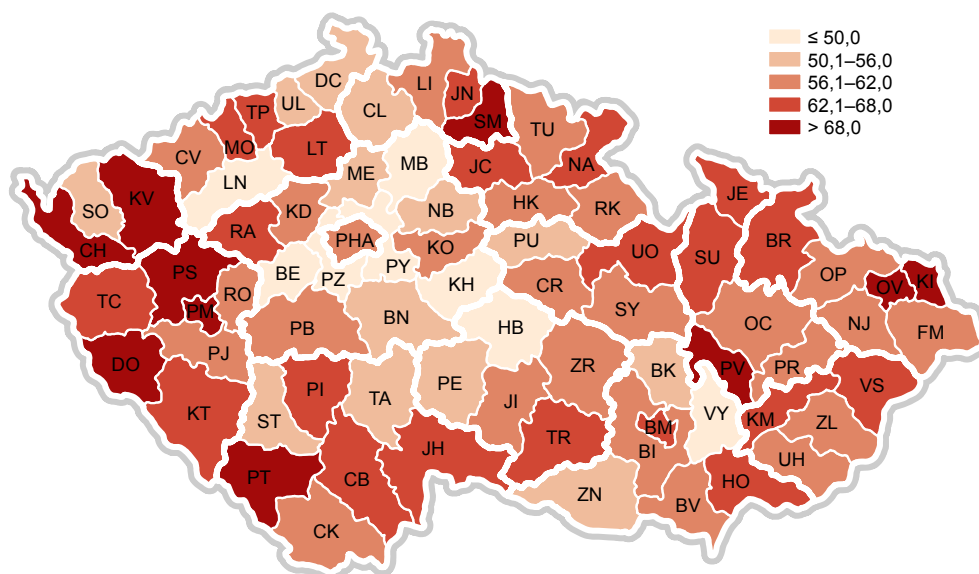 ≤ 50,0
50,1–56,0
56,1–62,0
62,1–68,0
> 68,0
DC
LI
JN
TP
UL
CL
SM
TU
MO
LT
CV
MB
JC
NA
ME
LN
JE
KV
SO
KD
NB
HK
RK
RA
PHA
KO
PU
BR
CH
UO
SU
PS
BE
PZ
PY
OP
KI
OV
RO
KH
CR
TC
PM
SY
PB
BN
HB
OC
NJ
FM
PJ
DO
ZR
PR
BK
PE
VS
PI
TA
JI
KT
ST
VY
KM
ZL
BM
TR
JH
BI
UH
PT
CB
HO
ZN
BV
CK